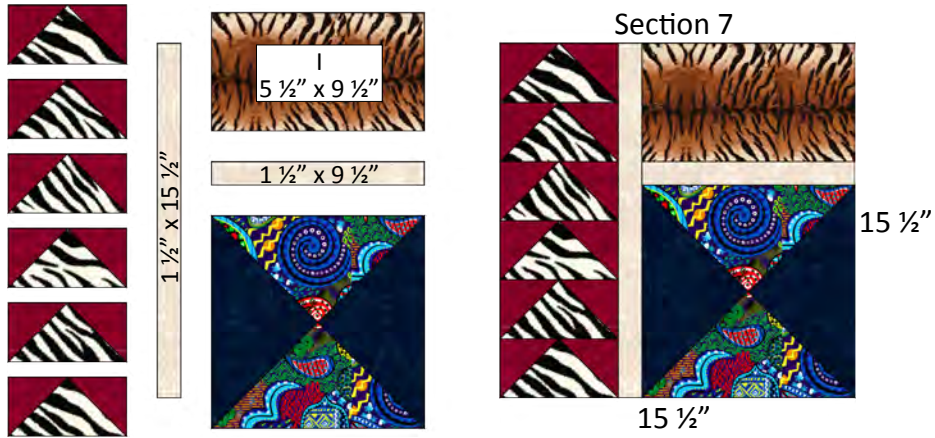 1 ½” x 15 ½”
I
5 ½” x 9 ½”
1 ½” x 9 ½”
Section 7
15 ½”
15 ½”